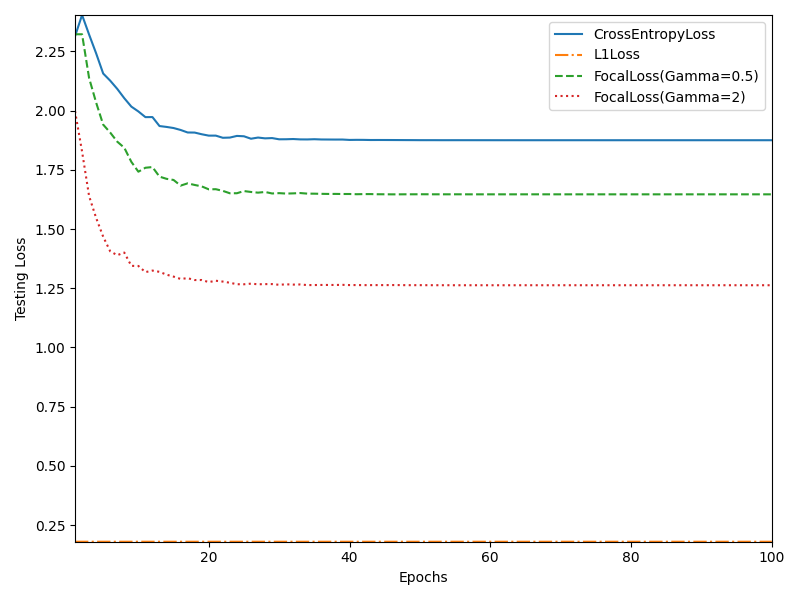 CrossEntropyLoss
L1Loss
FocalLoss(Gamma=0.5)
FocalLoss(Gamma=2)
Testing Loss
2.25
2.00
1.75
1.50
1.25
1.00
0.75
0.50
0.25
20
40
60
80
100
Epochs